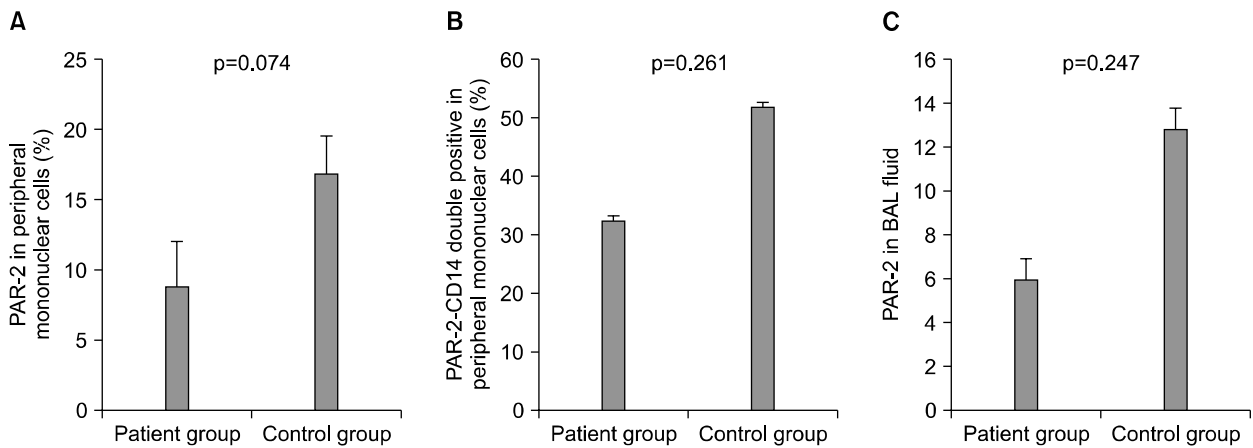 A
p=0.074
PAR-2 in peripheral
mononuclear cells (%)
25
20
15
10
5
0
Patient group
Control group
B
p=0.261
PAR-2-CD14 double positive in
peripheral mononuclear cells (%)
60
50
40
30
20
10
0
Patient group
Control group
C
p=0.247
PAR-2 in BAL fluid
16
14
12
10
8
6
4
2
0
Patient group
Control group